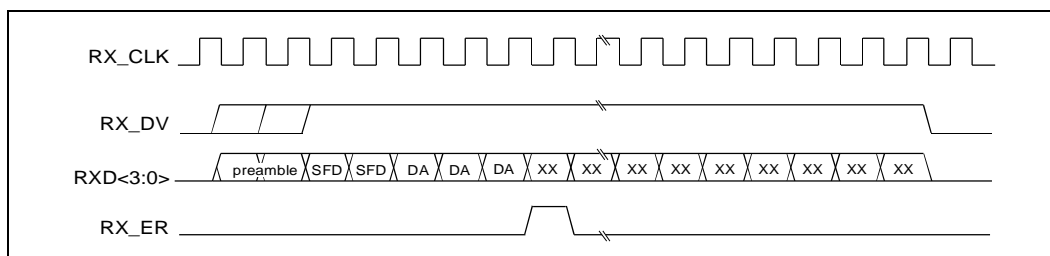 RX_CLK
RX_DV
RXD<3:0> preamble SFD SFD DA DA DA XX XX XX XX XX XX XX XX XX
RX_ER